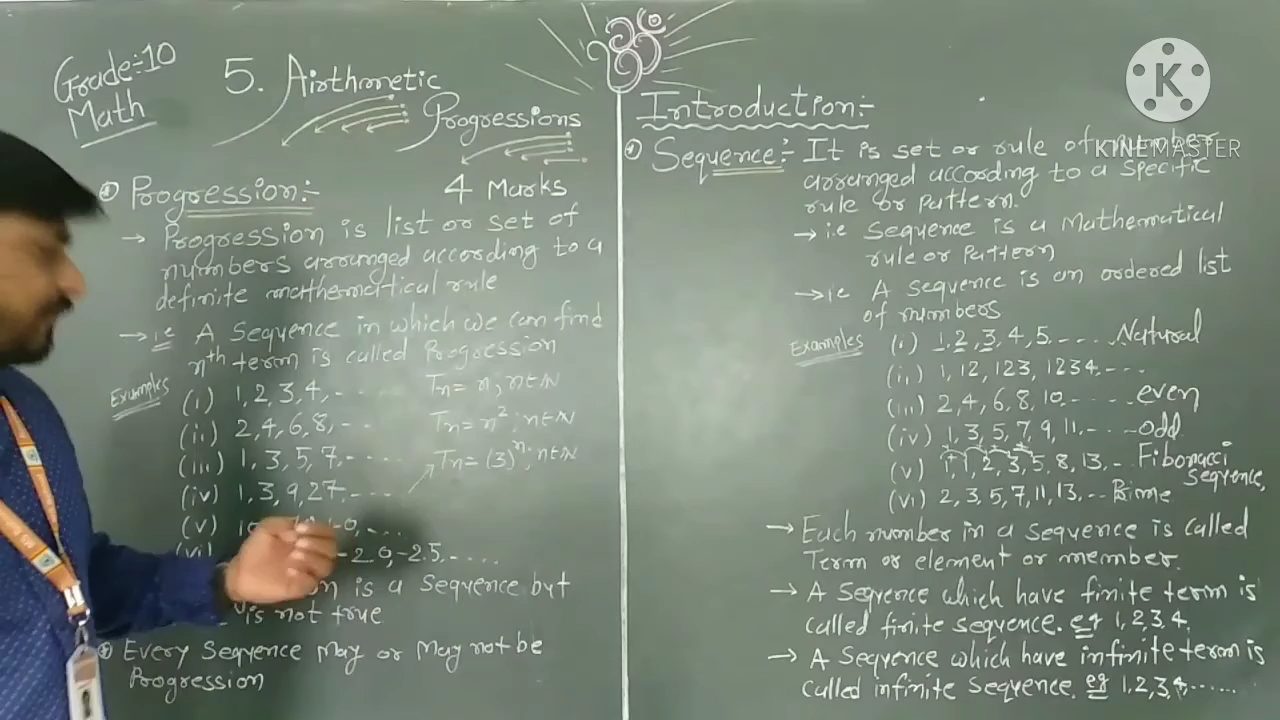 Grade:-10
Math
5. Airthmetic
Progressions
Progression:-
4 Marks
→ Progression is list or set of
numbers arranged according to a
definite mathematical rule
→ i.e A Sequence in which we can find
nth term is called Progression
Examples
(i) 1, 2, 3, 4, ..... Tn = n ; n∈N
(ii) 2, 4, 6, 8, ... Tn = n² ; n∈N
(iii) 1, 3, 5, 7, ..... Tn = (3)ⁿ ; n∈N
(iv) 1, 3, 9, 27, ....
(v)
(vi) -2.0, -2.5, .....
is a Sequence but
is not true
Every Sequence May or May not be
Progression
Introduction:-
Sequence:- It is set or rule of number
arranged according to a specific
rule or Pattern.
→ i.e Sequence is a Mathematical
rule or Pattern
→ i.e A Sequence is an ordered list
of numbers
Examples
(i) 1, 2, 3, 4, 5, ..... Natural
(ii) 1, 12, 123, 1234, ...
(iii) 2, 4, 6, 8, 10, ..... even
(iv) 1, 3, 5, 7, 9, 11, ..... odd
(v) 1, 1, 2, 3, 5, 8, 13, .. Fibonacci
Sequence,
(vi) 2, 3, 5, 7, 11, 13, .. Prime
→ Each number in a sequence is called
Term or element or member.
→ A Sequence which have finite term is
called finite sequence. eg 1, 2, 3, 4.
→ A Sequence which have infinite term is
called infinite Sequence. eg 1, 2, 3, 4, ......
K
KINEMASTER